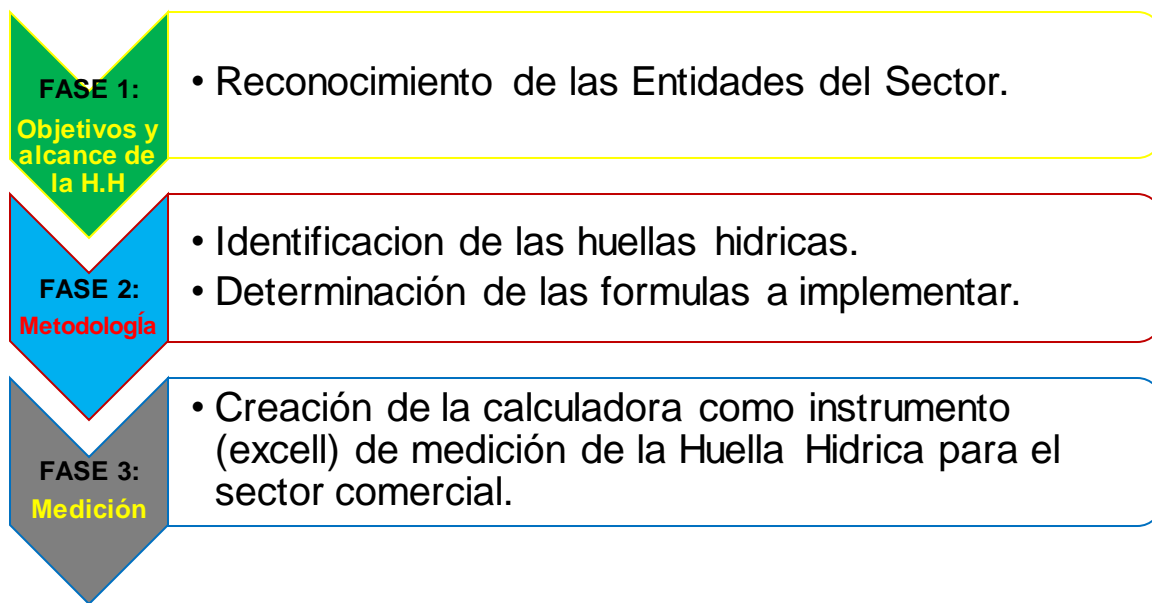 FASE 1:
Objetivos y
alcance de
la H.H
• Reconocimiento de las Entidades del Sector.
FASE 2:
MetodologÍa
• Identificacion de las huellas hidricas.
• Determinación de las formulas a implementar.
FASE 3:
Medición
• Creación de la calculadora como instrumento
(excell) de medición de la Huella Hidrica para el
sector comercial.